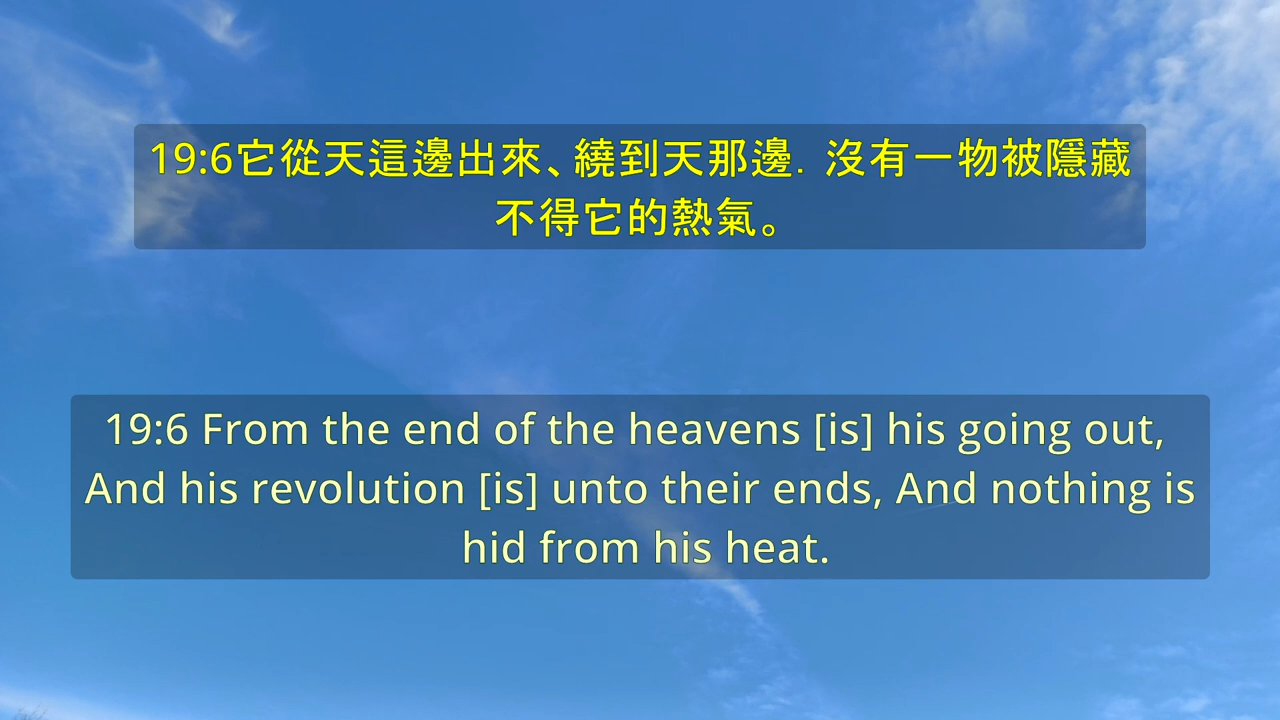 19:6它從天這邊出來、繞到天那邊．沒有一物被隱藏
不得它的熱氣。
19:6 From the end of the heavens [is] his going out,
And his revolution [is] unto their ends, And nothing is
hid from his heat.